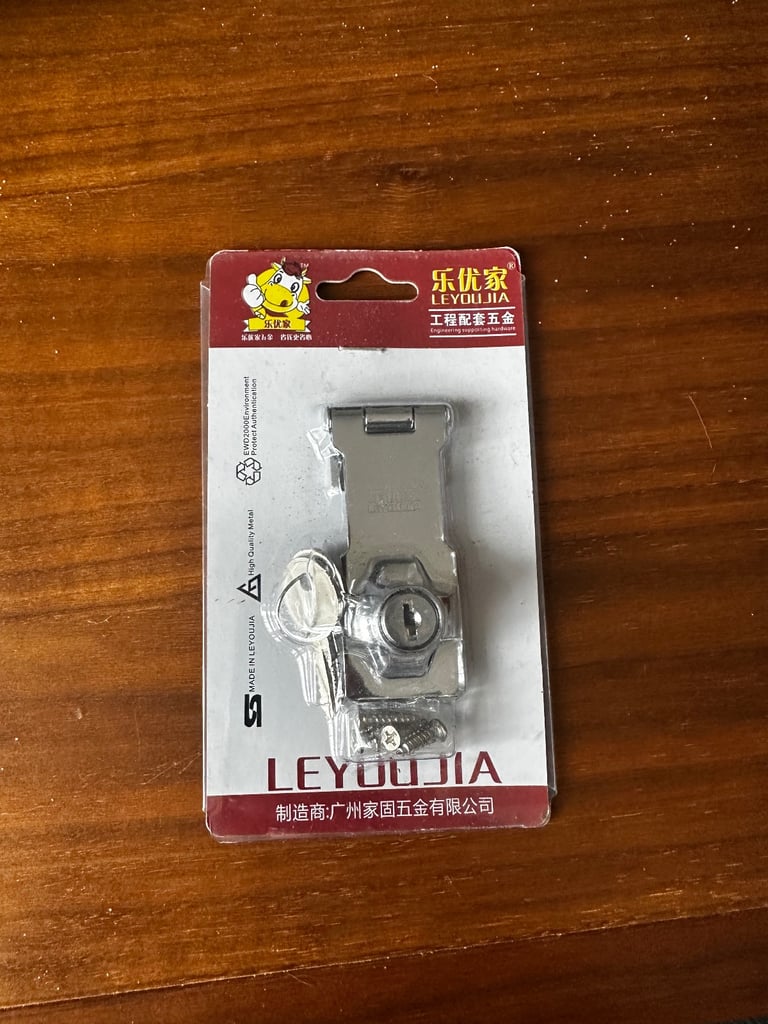 TM
乐优家
乐优家®
LEYOUJIA
工程配套五金
Engineering supporting hardware
EWD2000Environment
Protect Authentication
High Quality Metal
MADE IN LEYOUJIA
LEYOUJIA
制造商:广州家固五金有限公司